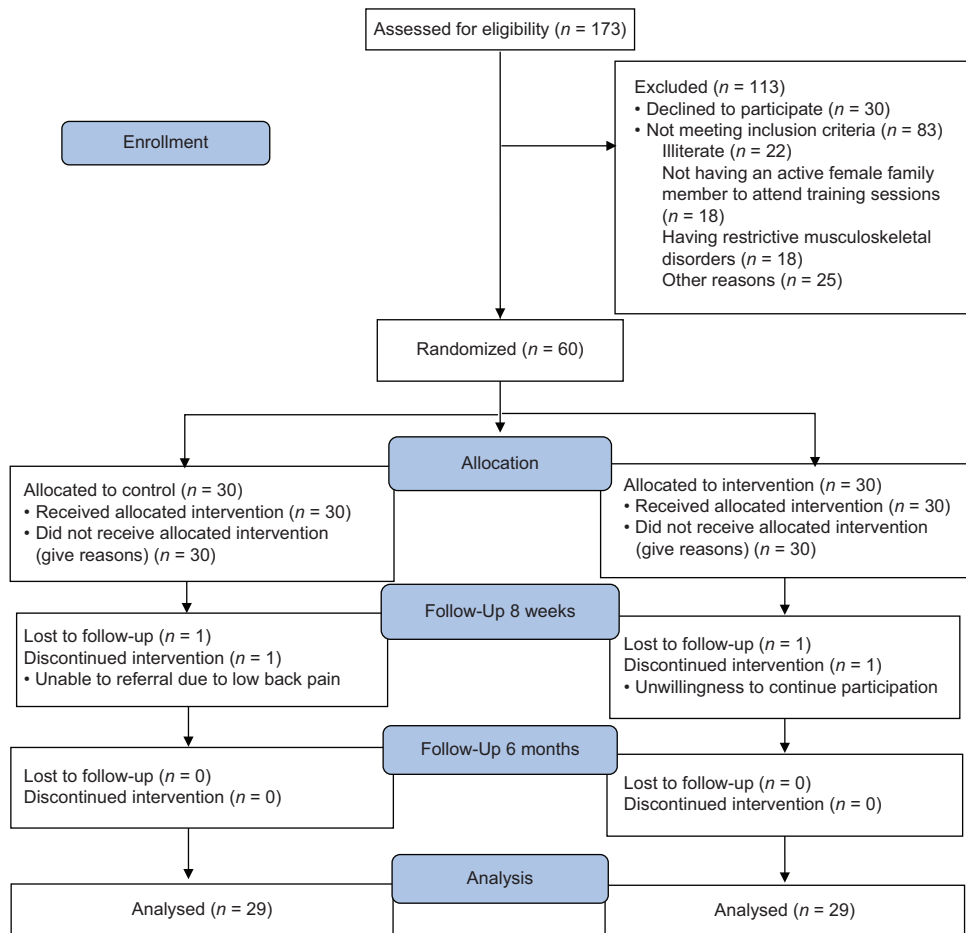 Assessed for eligibility (n = 173)
Excluded (n = 113)
• Declined to participate (n = 30)
• Not meeting inclusion criteria (n = 83)
Illiterate (n = 22)
Not having an active female family
member to attend training sessions
(n = 18)
Having restrictive musculoskeletal
disorders (n = 18)
Other reasons (n = 25)
Enrollment
Randomized (n = 60)
Allocation
Allocated to control (n = 30)
• Received allocated intervention (n = 30)
• Did not receive allocated intervention
(give reasons) (n = 30)
Allocated to intervention (n = 30)
• Received allocated intervention (n = 30)
• Did not receive allocated intervention
(give reasons) (n = 30)
Follow-Up 8 weeks
Lost to follow-up (n = 1)
Discontinued intervention (n = 1)
• Unable to referral due to low back pain
Lost to follow-up (n = 1)
Discontinued intervention (n = 1)
• Unwillingness to continue participation
Follow-Up 6 months
Lost to follow-up (n = 0)
Discontinued intervention (n = 0)
Lost to follow-up (n = 0)
Discontinued intervention (n = 0)
Analysis
Analysed (n = 29)
Analysed (n = 29)